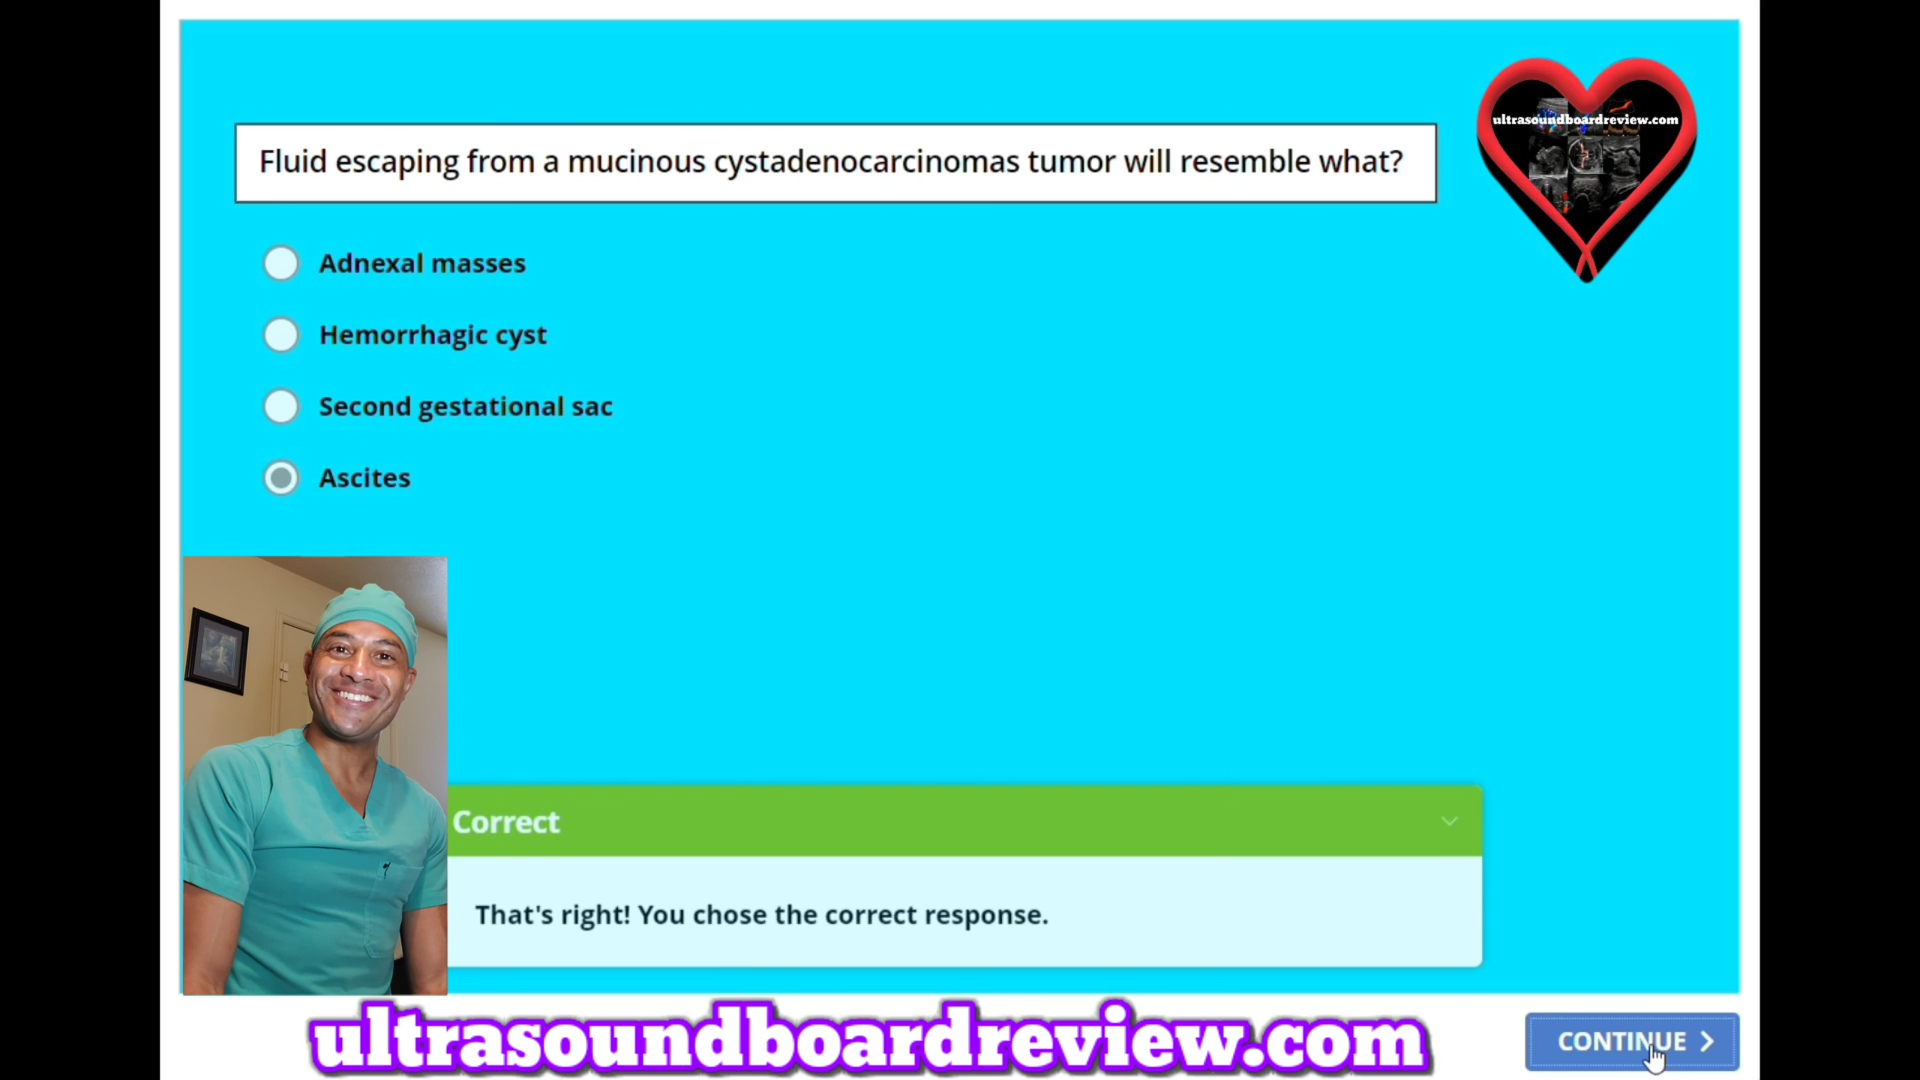 ultrasoundboardreview.com
Fluid escaping from a mucinous cystadenocarcinomas tumor will resemble what?
Adnexal masses
Hemorrhagic cyst
Second gestational sac
Ascites
Correct
That's right! You chose the correct response.
ultrasoundboardreview.com
CONTINUE